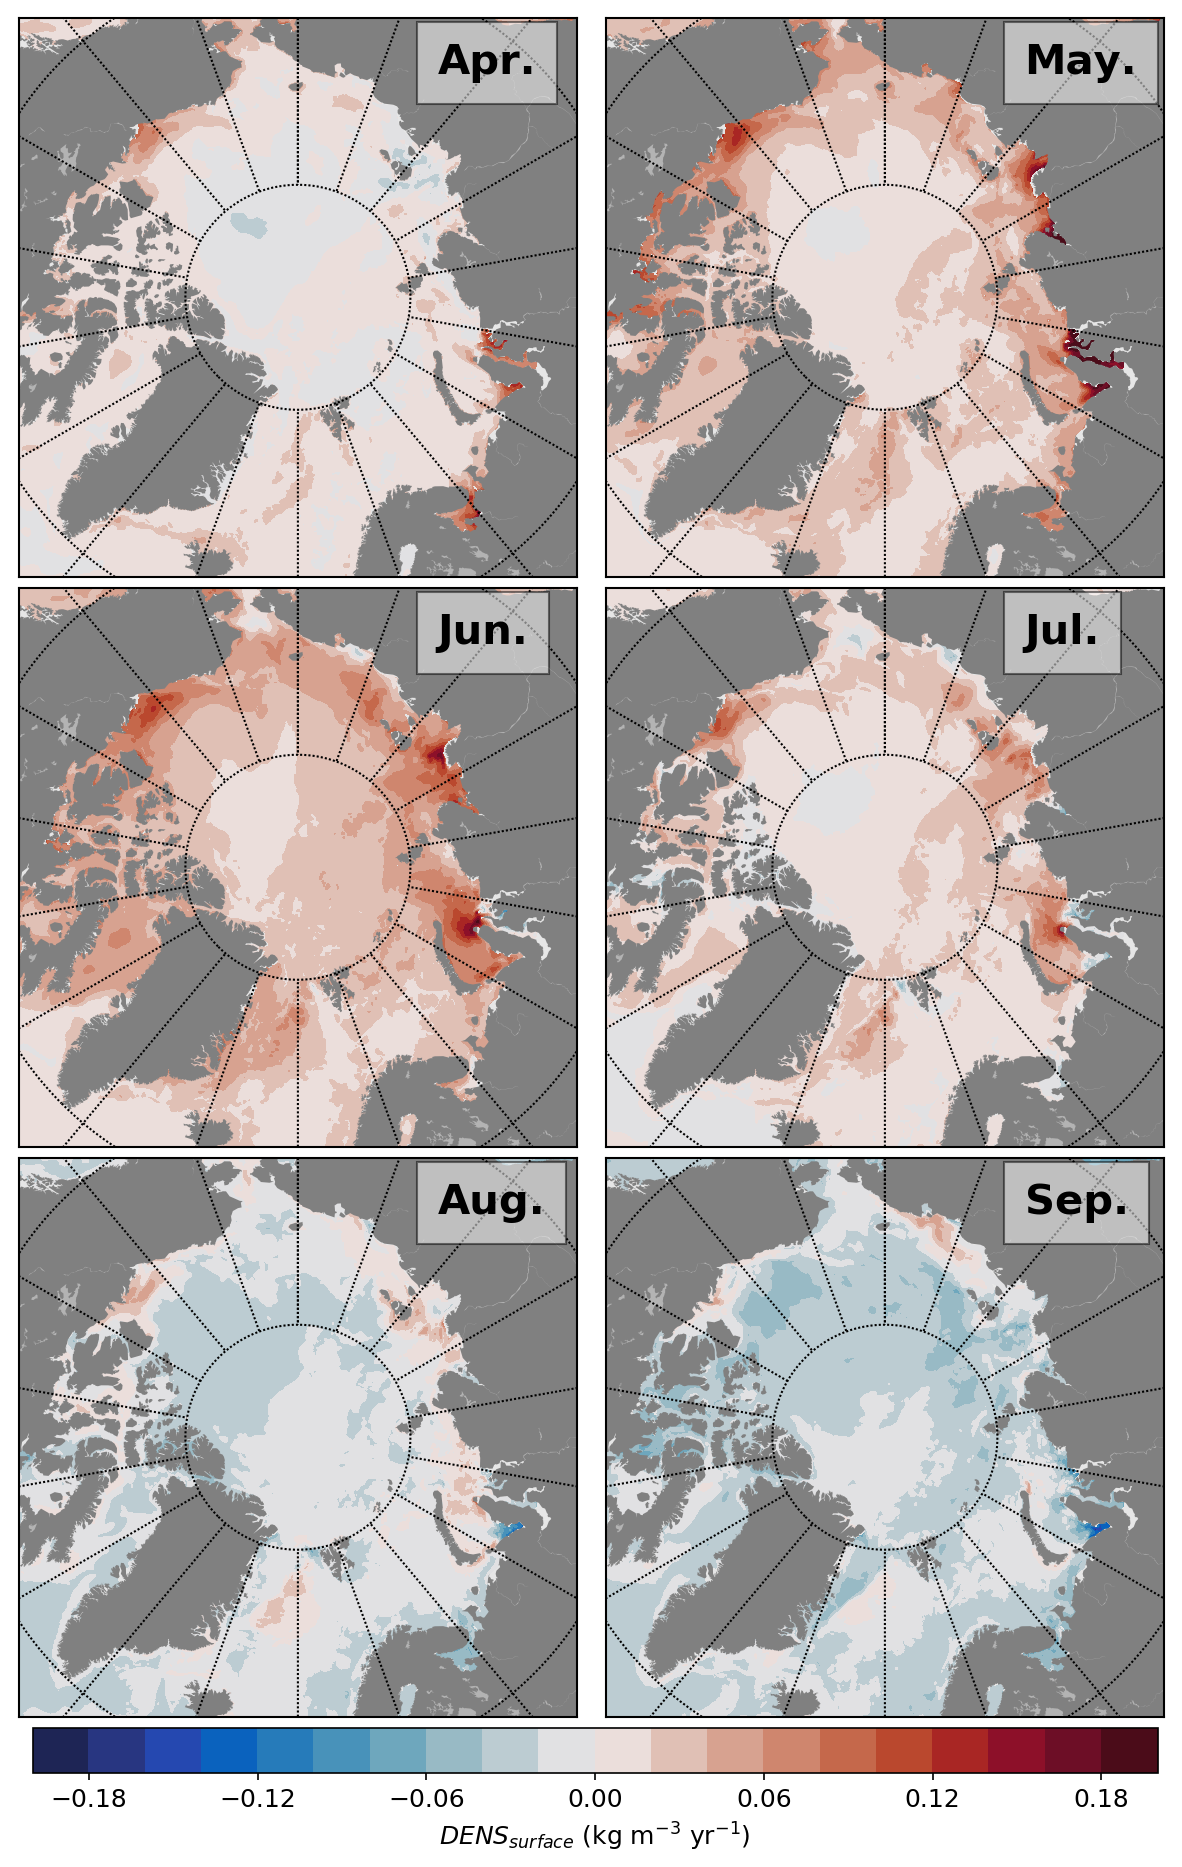 Apr.
May.
Jun.
Jul.
Aug.
Sep.
−0.18 −0.12 −0.06 0.00 0.06 0.12 0.18
DENS_surface (kg m⁻³ yr⁻¹)